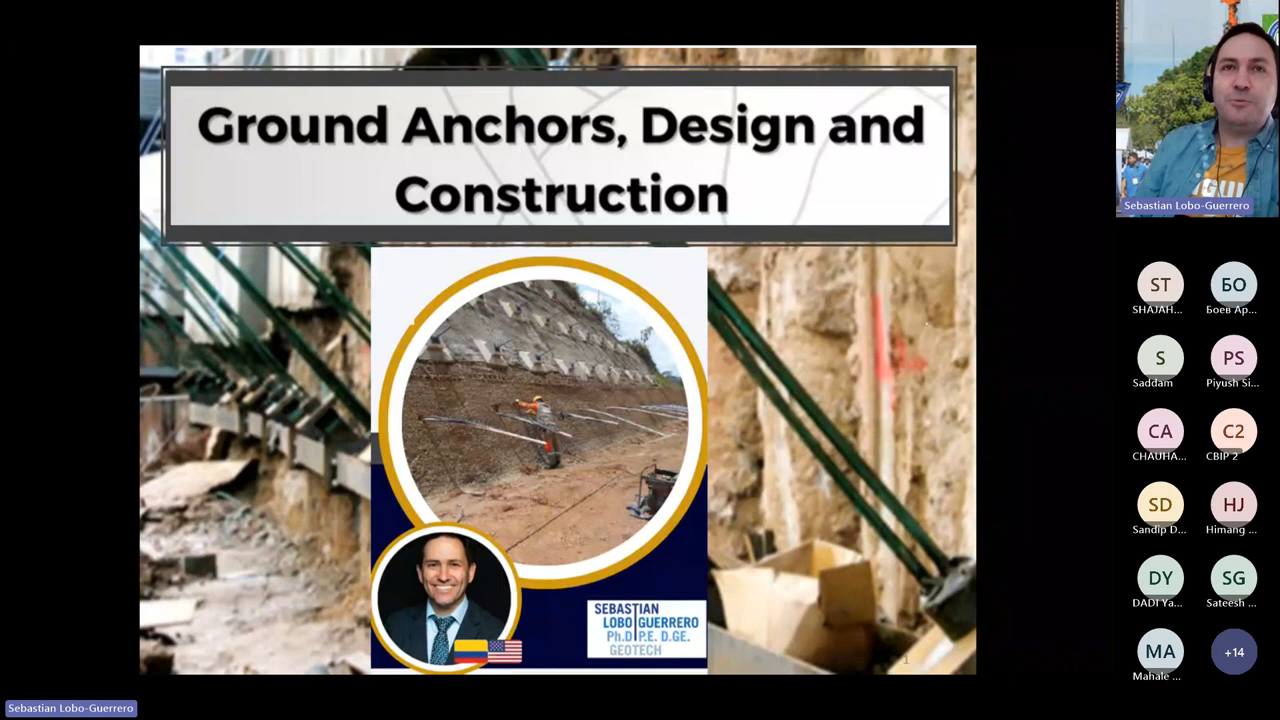 Ground Anchors, Design and
Construction
SEBASTIAN
LOBO GUERRERO
Ph.D P.E. D.GE.
GEOTECH
1
Sebastian Lobo-Guerrero
ST
SHAJAH...
БО
Боев Ар...
S
Saddam
PS
Piyush Si...
CA
CHAUHA...
C2
CBIP 2
SD
Sandip D...
HJ
Himang ...
DY
DADI Ya...
SG
Sateesh ...
MA
Mahale ...
+14
Sebastian Lobo-Guerrero